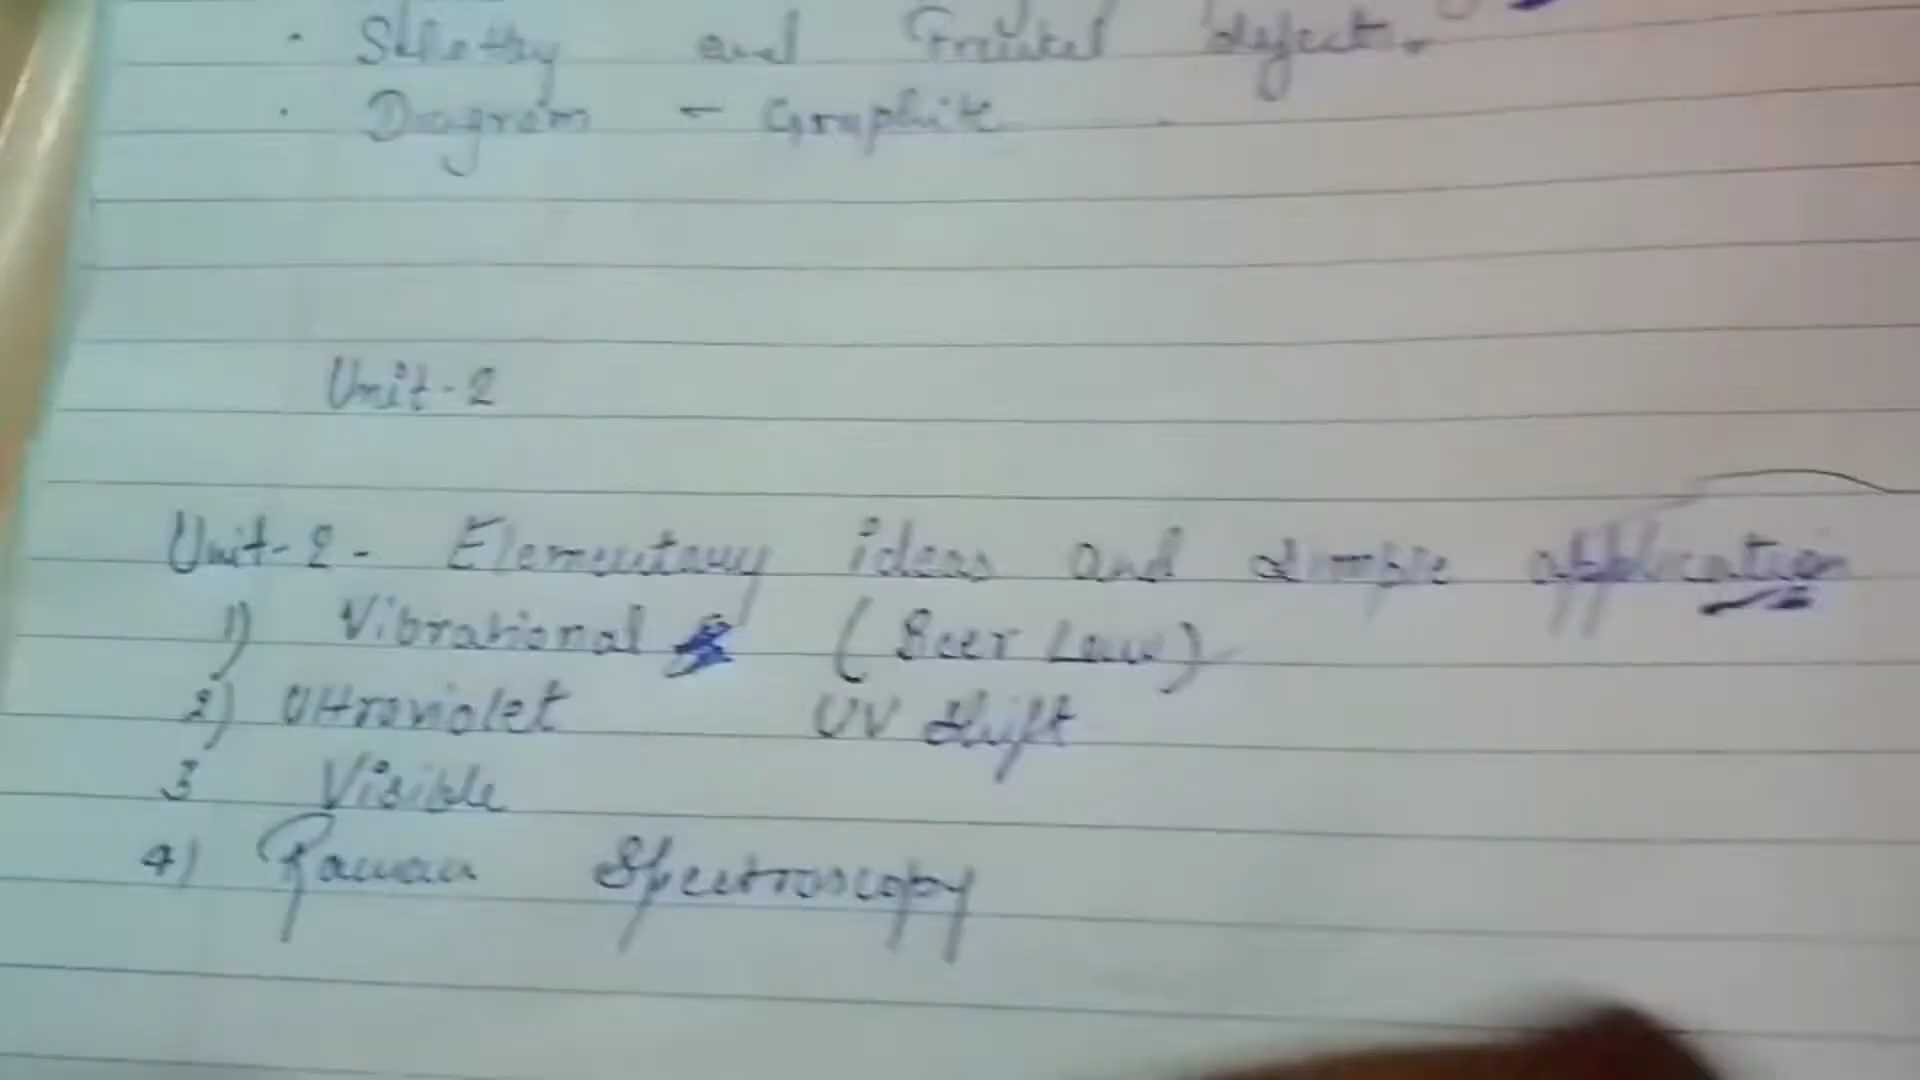 · Shottky and Frenkel defect.
· Diagram - Graphite
Unit-2
Unit-2- Elementary ideas and simple application
1) Vibrational (Beer Law)
2) Ultraviolet UV shift
3 Visible
4) Raman Spectroscopy